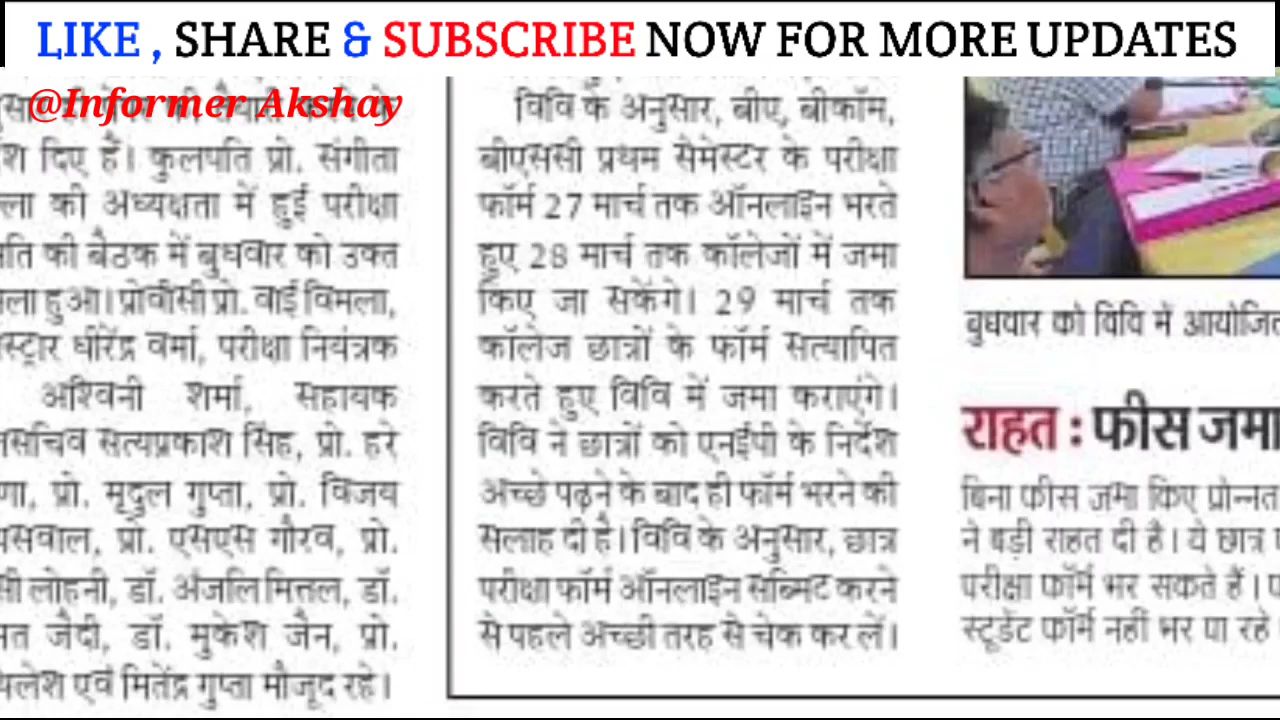 LIKE , SHARE & SUBSCRIBE NOW FOR MORE UPDATES
@Informer Akshay
दिए हैं। कुलपति प्रो. संगीता
की अध्यक्षता में हुई परीक्षा
की बैठक में बुधवार को उक्त
हुआ। प्रोवीसी प्रो. वाई विमला,
धीरेंद्र वर्मा, परीक्षा नियंत्रक
अश्विनी शर्मा, सहायक
सत्यप्रकाश सिंह, प्रो. हरे
प्रो. मृदुल गुप्ता, प्रो. विजय
प्रो. एसएस गौरव, प्रो.
लोहनी, डॉ. अंजलि मित्तल, डॉ.
जैदी, डॉ. मुकेश जैन, प्रो.
एवं मितेंद्र गुप्ता मौजूद रहे।
विवि के अनुसार, बीए, बीकॉम,
बीएससी प्रथम सेमेस्टर के परीक्षा
फॉर्म 27 मार्च तक ऑनलाइन भरते
हुए 28 मार्च तक कॉलेजों में जमा
किए जा सकेंगे। 29 मार्च तक
कॉलेज छात्रों के फॉर्म सत्यापित
करते हुए विवि में जमा कराएंगे।
विवि ने छात्रों को एनईपी के निर्देश
अच्छे पढ़ने के बाद ही फॉर्म भरने की
सलाह दी है। विवि के अनुसार, छात्र
परीक्षा फॉर्म ऑनलाइन सब्मिट करने
से पहले अच्छी तरह से चेक कर लें।
बुधवार को विवि में आयोजित
राहत : फीस जमा
बिना फीस जमा किए प्रोन्नत
ने बड़ी राहत दी है। ये छात्र
परीक्षा फॉर्म भर सकते हैं।
स्टूडेंट फॉर्म नहीं भर पा रहे